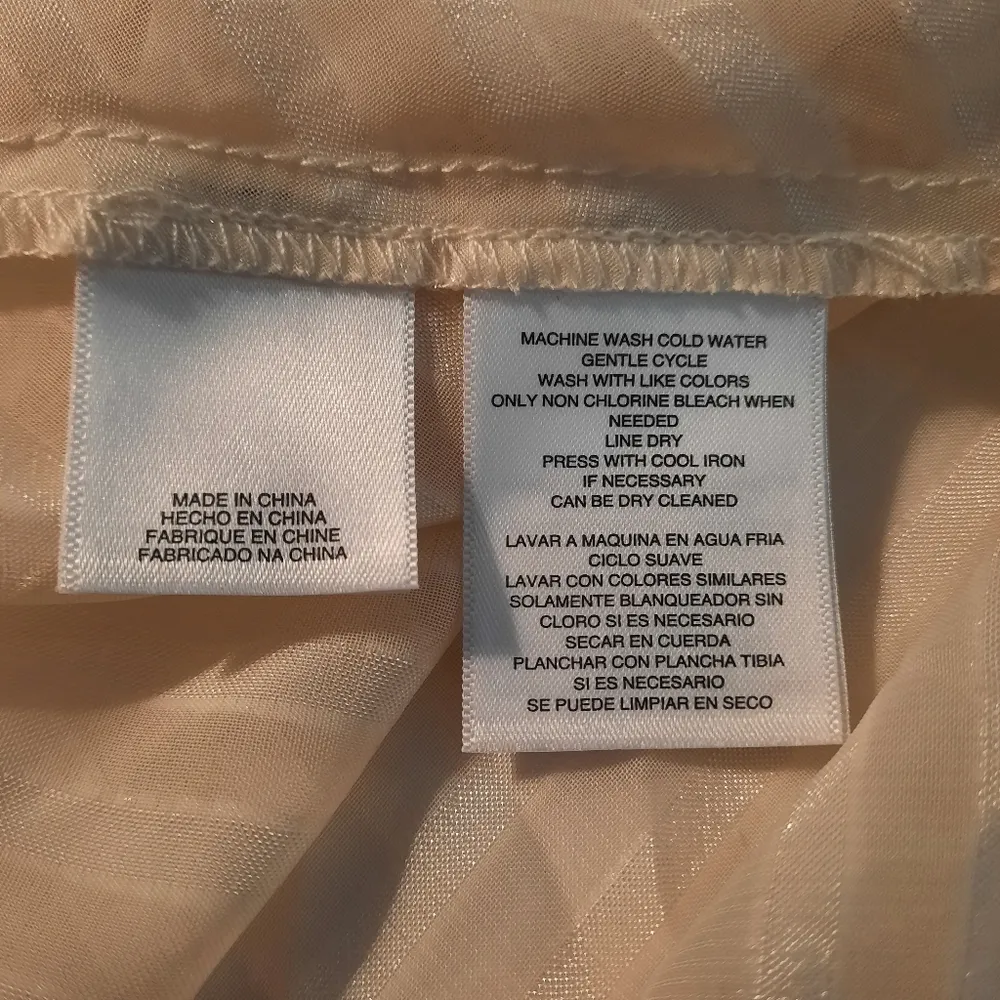 MADE IN CHINA
HECHO EN CHINA
FABRIQUE EN CHINE
FABRICADO NA CHINA
MACHINE WASH COLD WATER
GENTLE CYCLE
WASH WITH LIKE COLORS
ONLY NON CHLORINE BLEACH WHEN
NEEDED
LINE DRY
PRESS WITH COOL IRON
IF NECESSARY
CAN BE DRY CLEANED
LAVAR A MAQUINA EN AGUA FRIA
CICLO SUAVE
LAVAR CON COLORES SIMILARES
SOLAMENTE BLANQUEADOR SIN
CLORO SI ES NECESARIO
SECAR EN CUERDA
PLANCHAR CON PLANCHA TIBIA
SI ES NECESARIO
SE PUEDE LIMPIAR EN SECO